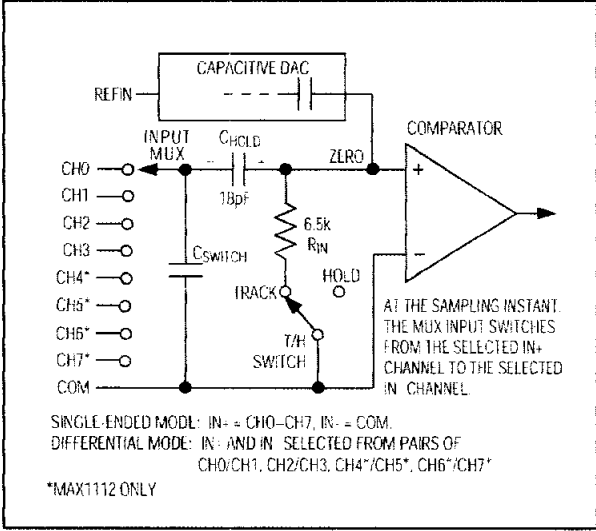 CAPACITIVE DAC
REFIN
COMPARATOR
INPUT
MUX
CHOLD
ZERO
CH0
+
18pF
CH1
6.5k
CH2
RIN
CH3
CSWITCH
−
CH4*
TRACK
HOLD
CH5*
CH6*
T/H
SWITCH
CH7*
COM
AT THE SAMPLING INSTANT,
THE MUX INPUT SWITCHES
FROM THE SELECTED IN+
CHANNEL TO THE SELECTED
IN CHANNEL.
SINGLE-ENDED MODE: IN+ = CH0–CH7, IN- = COM.
DIFFERENTIAL MODE: IN+ AND IN SELECTED FROM PAIRS OF
CH0/CH1, CH2/CH3, CH4*/CH5*, CH6*/CH7*
*MAX1112 ONLY